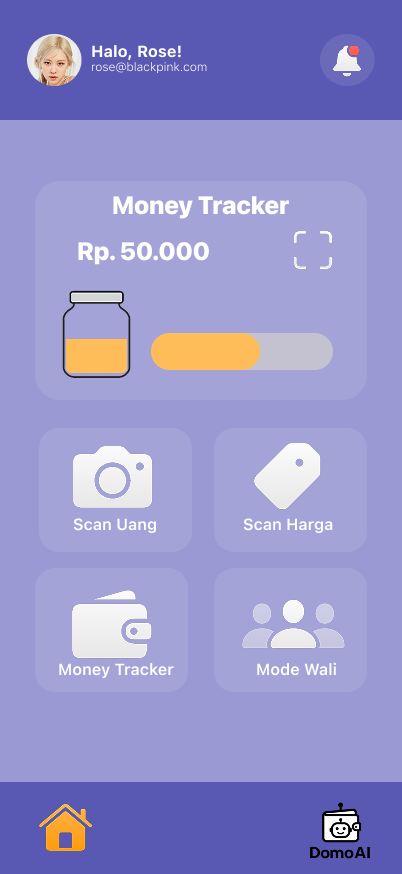 Halo, Rose!
rose@blackpink.com
Money Tracker
Rp. 50.000
Scan Uang
Scan Harga
Money Tracker
Mode Wali
DomoAI